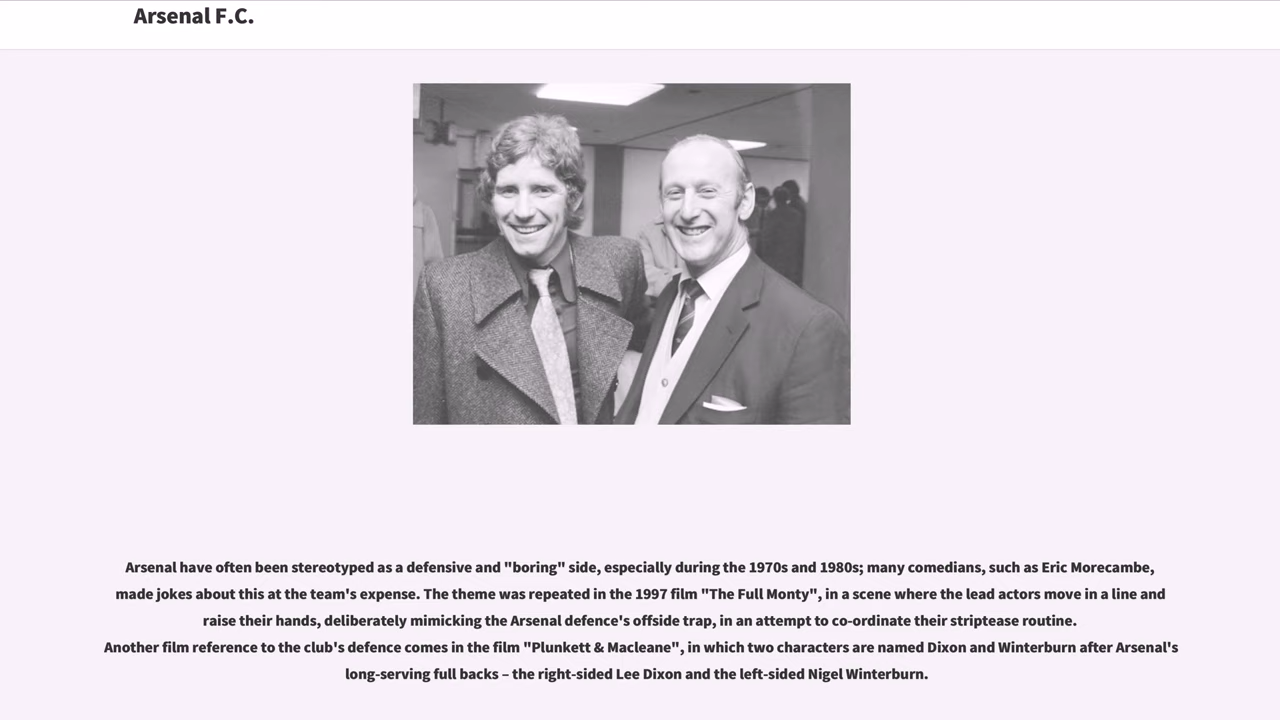 Arsenal F.C.
Arsenal have often been stereotyped as a defensive and "boring" side, especially during the 1970s and 1980s; many comedians, such as Eric Morecambe,
made jokes about this at the team's expense. The theme was repeated in the 1997 film "The Full Monty", in a scene where the lead actors move in a line and
raise their hands, deliberately mimicking the Arsenal defence's offside trap, in an attempt to co-ordinate their striptease routine.
Another film reference to the club's defence comes in the film "Plunkett & Macleane", in which two characters are named Dixon and Winterburn after Arsenal's
long-serving full backs – the right-sided Lee Dixon and the left-sided Nigel Winterburn.